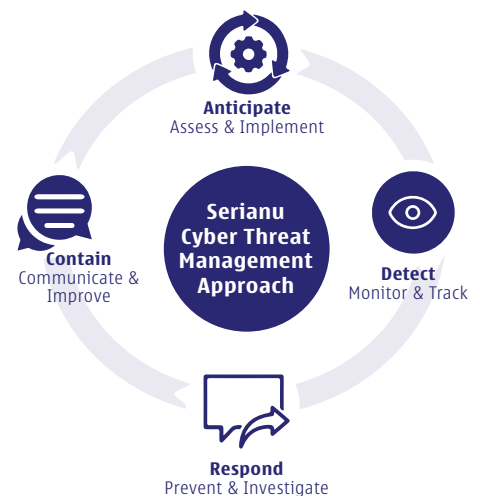 Anticipate
Assess & Implement
Serianu
Cyber Threat
Management
Approach
Detect
Monitor & Track
Respond
Prevent & Investigate
Contain
Communicate &
Improve